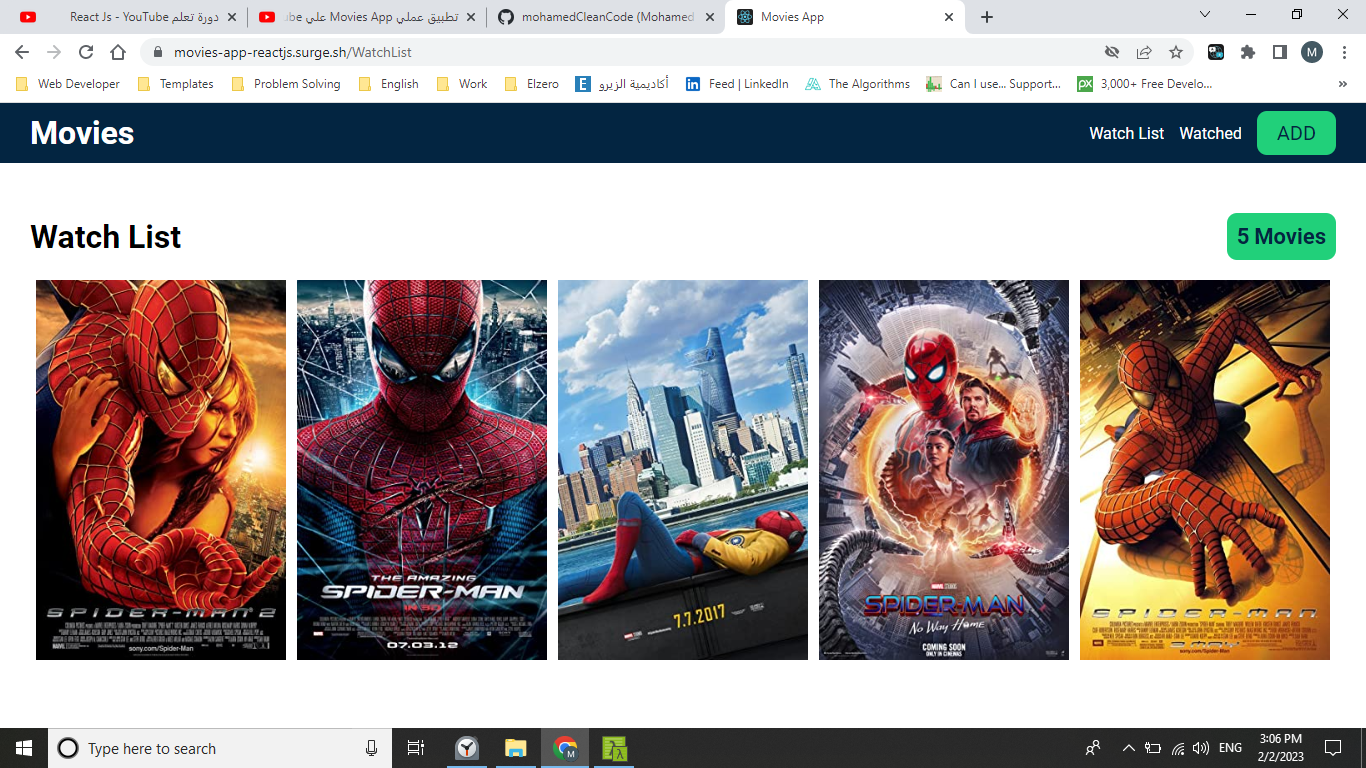 React Js - YouTube دورة تعلم
تطبيق عملي Movies App علي ube
mohamedCleanCode (Mohamed
Movies App
movies-app-reactjs.surge.sh/WatchList
M
Web Developer
Templates
Problem Solving
English
Work
Elzero
أكاديمية الزيرو
Feed | LinkedIn
The Algorithms
Can I use... Support...
3,000+ Free Develo...
Movies
Watch List
Watched
ADD
Watch List
5 Movies
SPIDER-MAN 2
sony.com/Spider-Man
THE AMAZING
SPIDER-MAN
IN 3D
07.03.12
7.7.2017
MARVEL STUDIOS
SPIDER-MAN
No Way Home
COMING SOON
ONLY IN CINEMAS
SPIDER-MAN
sony.com/Spider-Man
Type here to search
ENG
3:06 PM
2/2/2023